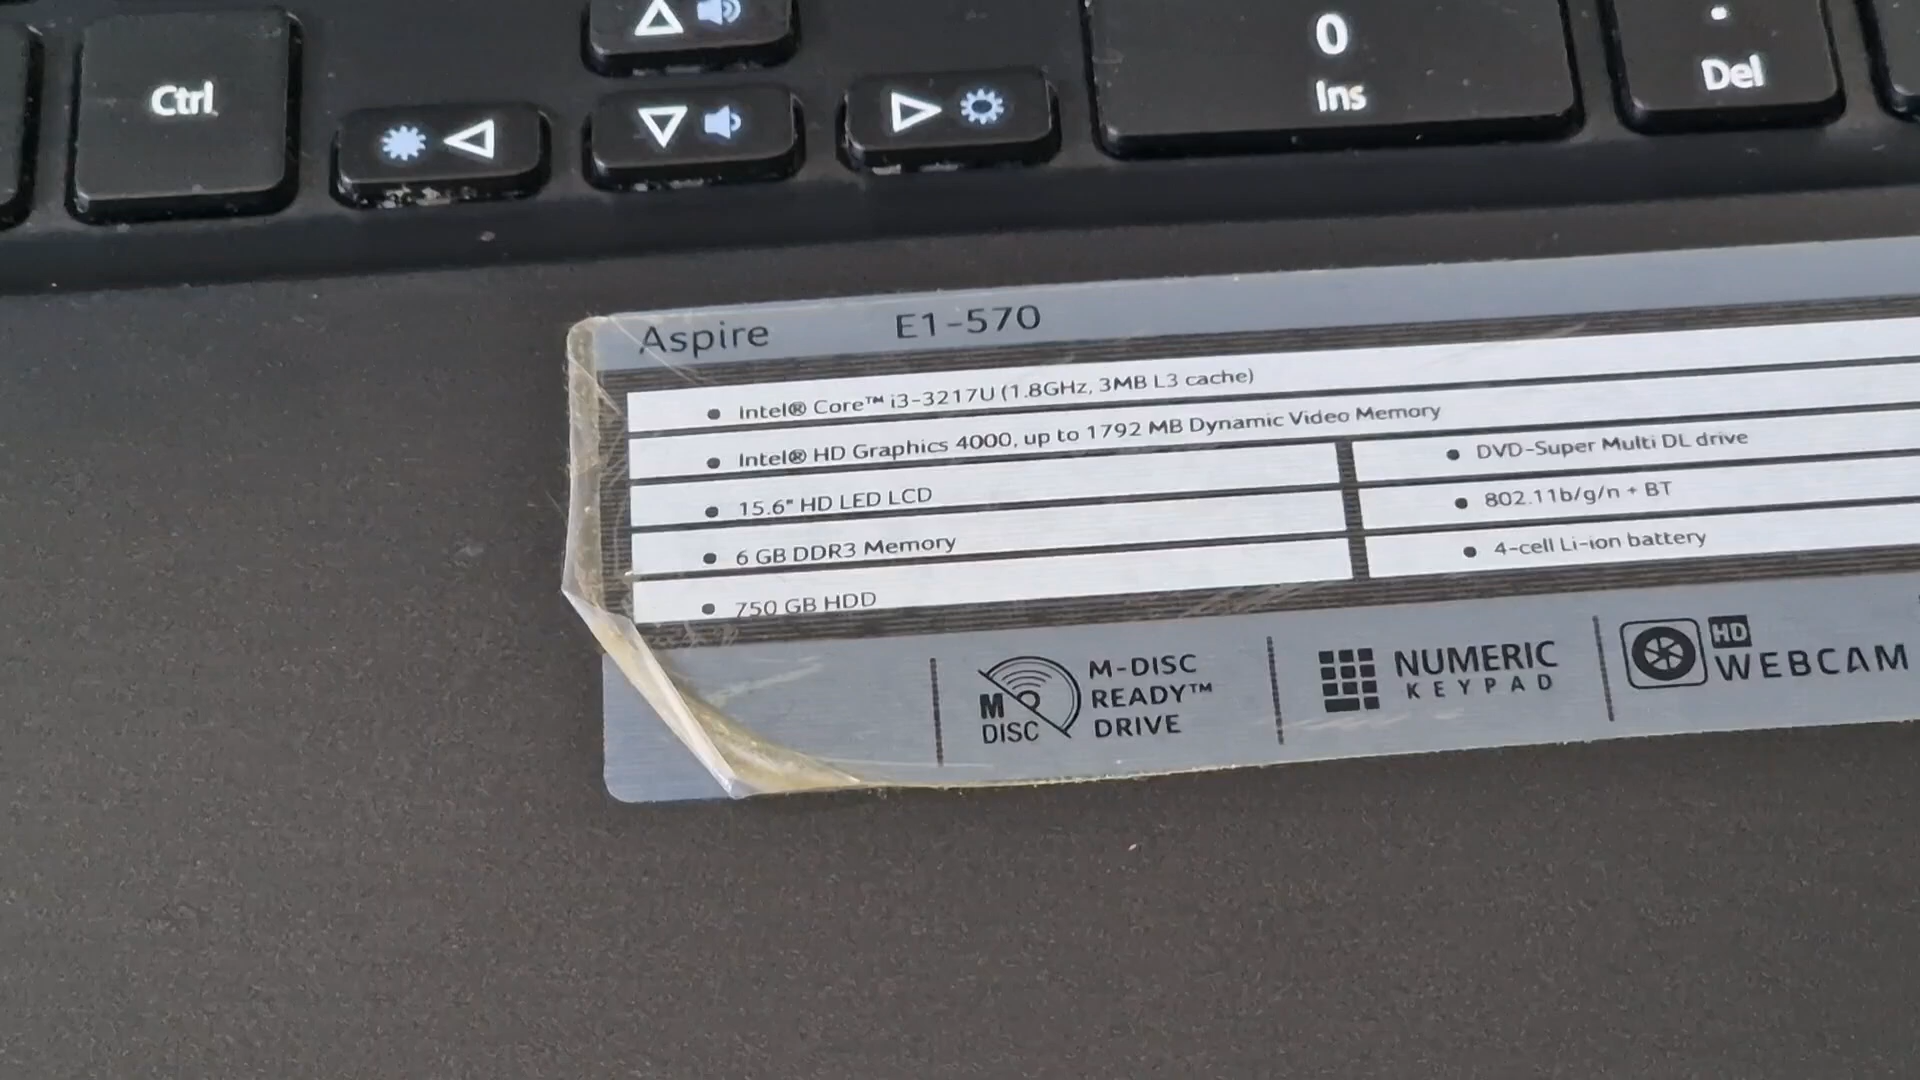 Ctrl
0
Ins
.
Del
Aspire E1-570
• Intel® Core™ i3-3217U (1.8GHz, 3MB L3 cache)
• Intel® HD Graphics 4000, up to 1792 MB Dynamic Video Memory
• 15.6" HD LED LCD
• 6 GB DDR3 Memory
• 750 GB HDD
• DVD-Super Multi DL drive
• 802.11b/g/n + BT
• 4-cell Li-ion battery
M
DISC
M-DISC
READY™
DRIVE
NUMERIC
KEYPAD
HD
WEBCAM